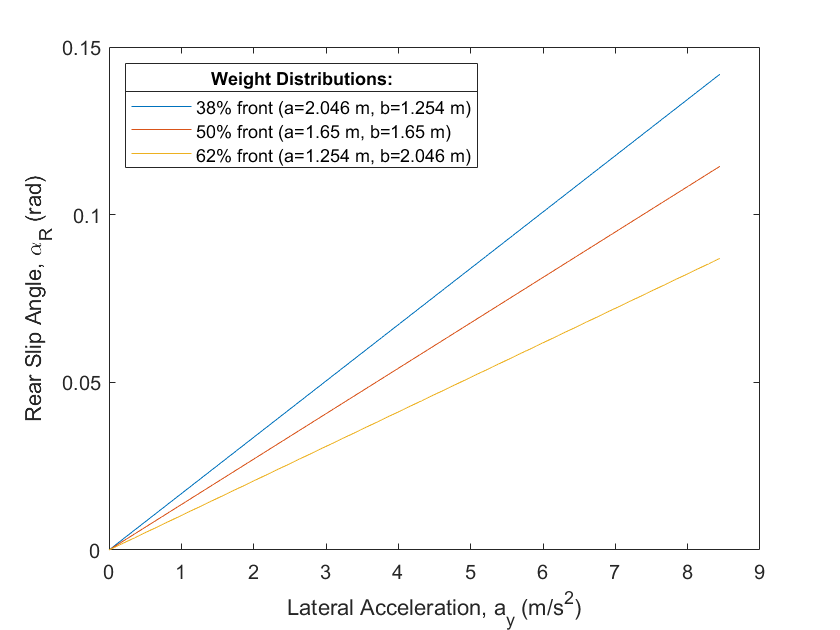 0.15
0.1
0.05
0
Rear Slip Angle, α_R (rad)
Weight Distributions:
38% front (a=2.046 m, b=1.254 m)
50% front (a=1.65 m, b=1.65 m)
62% front (a=1.254 m, b=2.046 m)
0 1 2 3 4 5 6 7 8 9
Lateral Acceleration, a_y (m/s²)